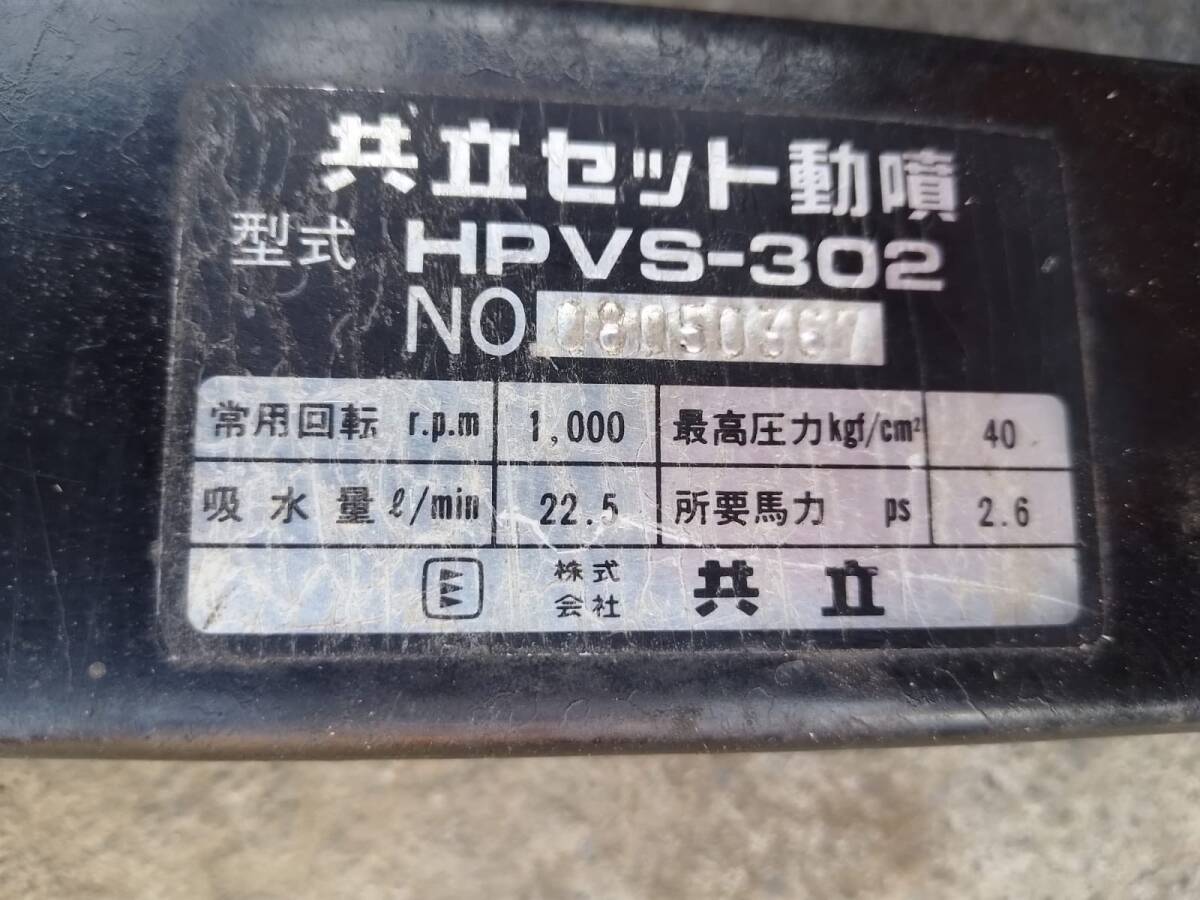 共立セット動噴
型式 HPVS-302
NO 08050367
常用回転 r.p.m 1,000 最高圧力kgf/cm² 40
吸水量ℓ/min 22.5 所要馬力 ps 2.6
株式会社 共立